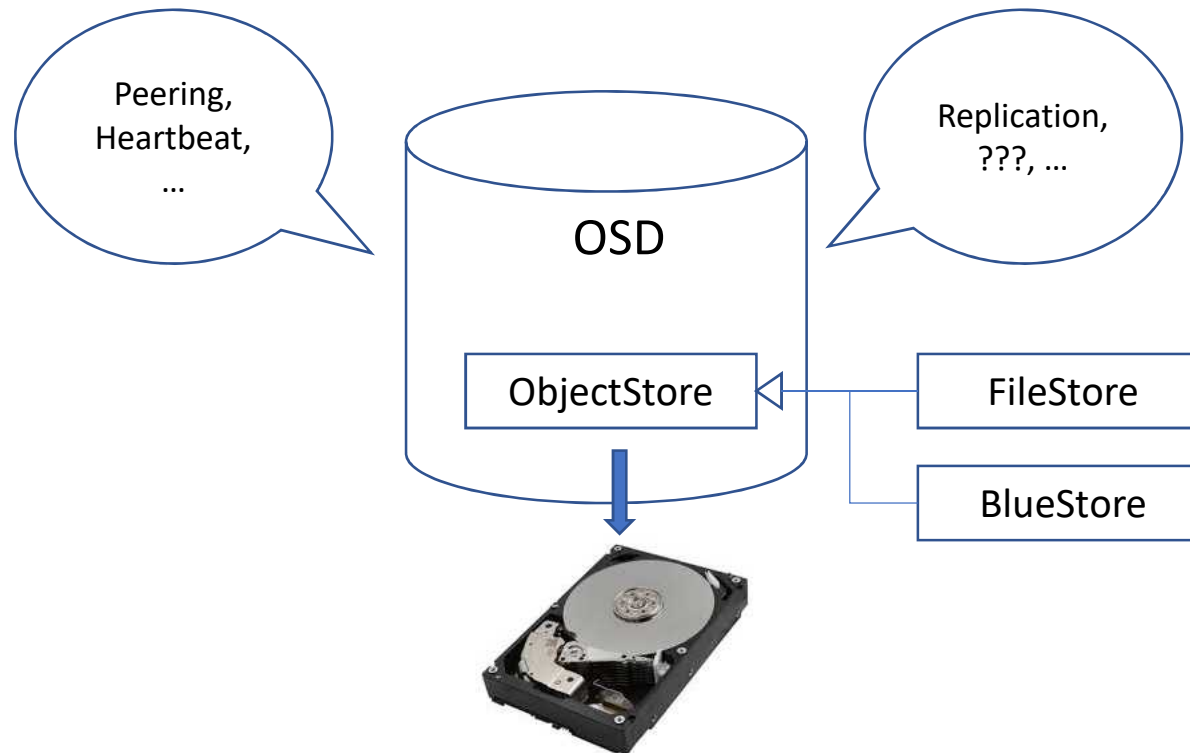 Peering,
Heartbeat,
…
Replication,
???, …
OSD
ObjectStore
FileStore
BlueStore